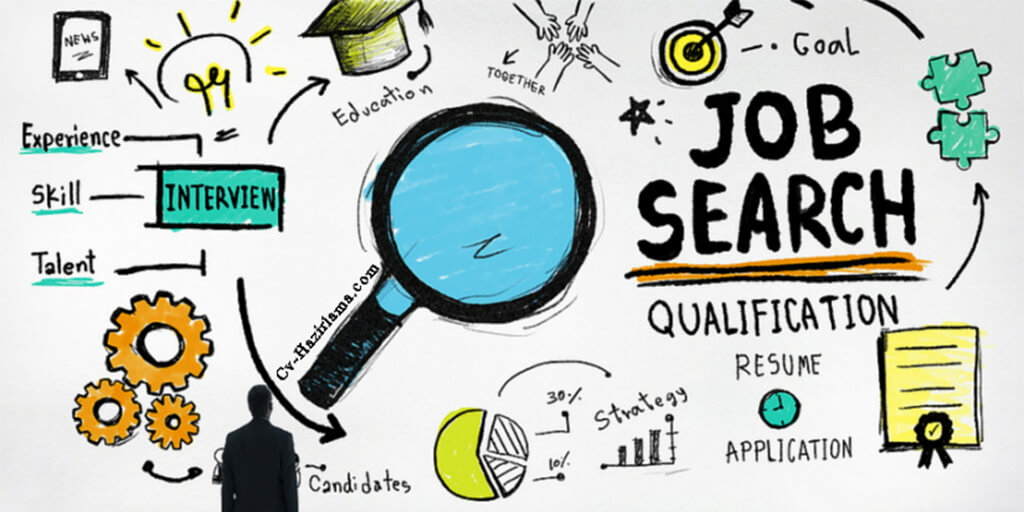 NEWS
Education
TOGETHER
GOAL
JOB
SEARCH
Experience
Skill
INTERVIEW
Talent
Cv-Hazirlama.com
QUALIFICATION
RESUME
APPLICATION
30%
10%
Strategy
Candidates